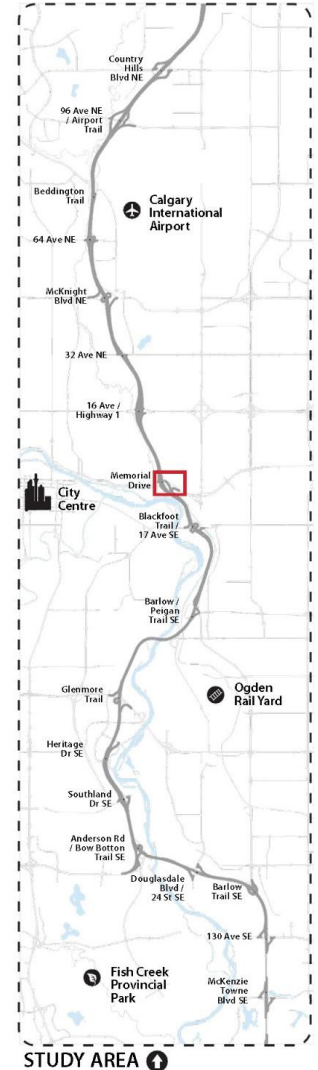 Country
Hills
Blvd NE
96 Ave NE
/ Airport
Trail
Beddington
Trail
Calgary
International
Airport
64 Ave NE
McKnight
Blvd NE
32 Ave NE
16 Ave /
Highway 1
Memorial
Drive
City
Centre
Blackfoot
Trail /
17 Ave SE
Barlow /
Peigan
Trail SE
Glenmore
Trail
Ogden
Rail Yard
Heritage
Dr SE
Southland
Dr SE
Anderson Rd
/ Bow Botton
Trail SE
Douglasdale
Blvd /
24 St SE
Barlow
Trail SE
130 Ave SE
Fish Creek
Provincial
Park
McKenzie
Towne
Blvd SE
STUDY AREA